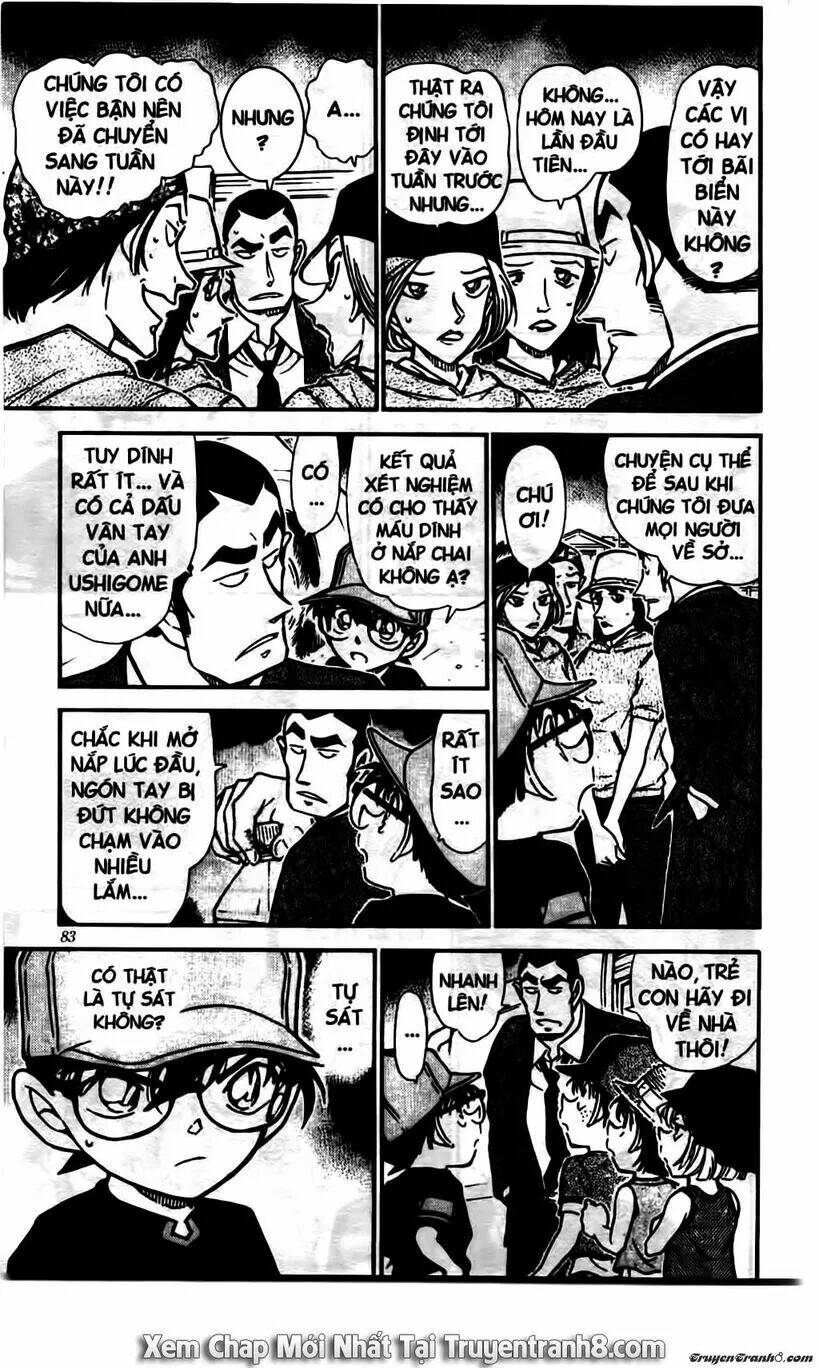 VẬY
CÁC VỊ
CÓ HAY
TỚI BÃI
BIỂN
NÀY
KHÔNG
?
KHÔNG...
HÔM NAY LÀ
LẦN ĐẦU
TIÊN...
THẬT RA
CHÚNG TÔI
ĐỊNH TỚI
ĐÂY VÀO
TUẦN TRƯỚC
NHƯNG...
A...
NHƯNG
?
CHÚNG TÔI CÓ
VIỆC BẬN NÊN
ĐÃ CHUYỂN
SANG TUẦN
NÀY!!
CHUYỆN CỤ THỂ
ĐỂ SAU KHI
CHÚNG TÔI ĐƯA
MỌI NGƯỜI
VỀ SỞ...
CHÚ
ƠI!
KẾT QUẢ
XÉT NGHIỆM
CÓ CHO THẤY
MÁU DÍNH
Ở NẮP CHAI
KHÔNG Ạ?
CÓ
...
TUY DÍNH
RẤT ÍT... VÀ
CÓ CẢ DẤU
VÂN TAY
CỦA ANH
USHIGOME
NỮA...
RẤT
ÍT
SAO
...
CHẮC KHI MỞ
NẮP LÚC ĐẦU,
NGÓN TAY BỊ
ĐỨT KHÔNG
CHẠM VÀO
NHIỀU
LẮM...
83
NÀO, TRẺ
CON HÃY ĐI
VỀ NHÀ
THÔI!
NHANH
LÊN!
...
TỰ
SÁT
...
CÓ THẬT
LÀ TỰ SÁT
KHÔNG?
Xem Chap Mới Nhất Tại Truyentranh8.com
TruyenTranh8.com